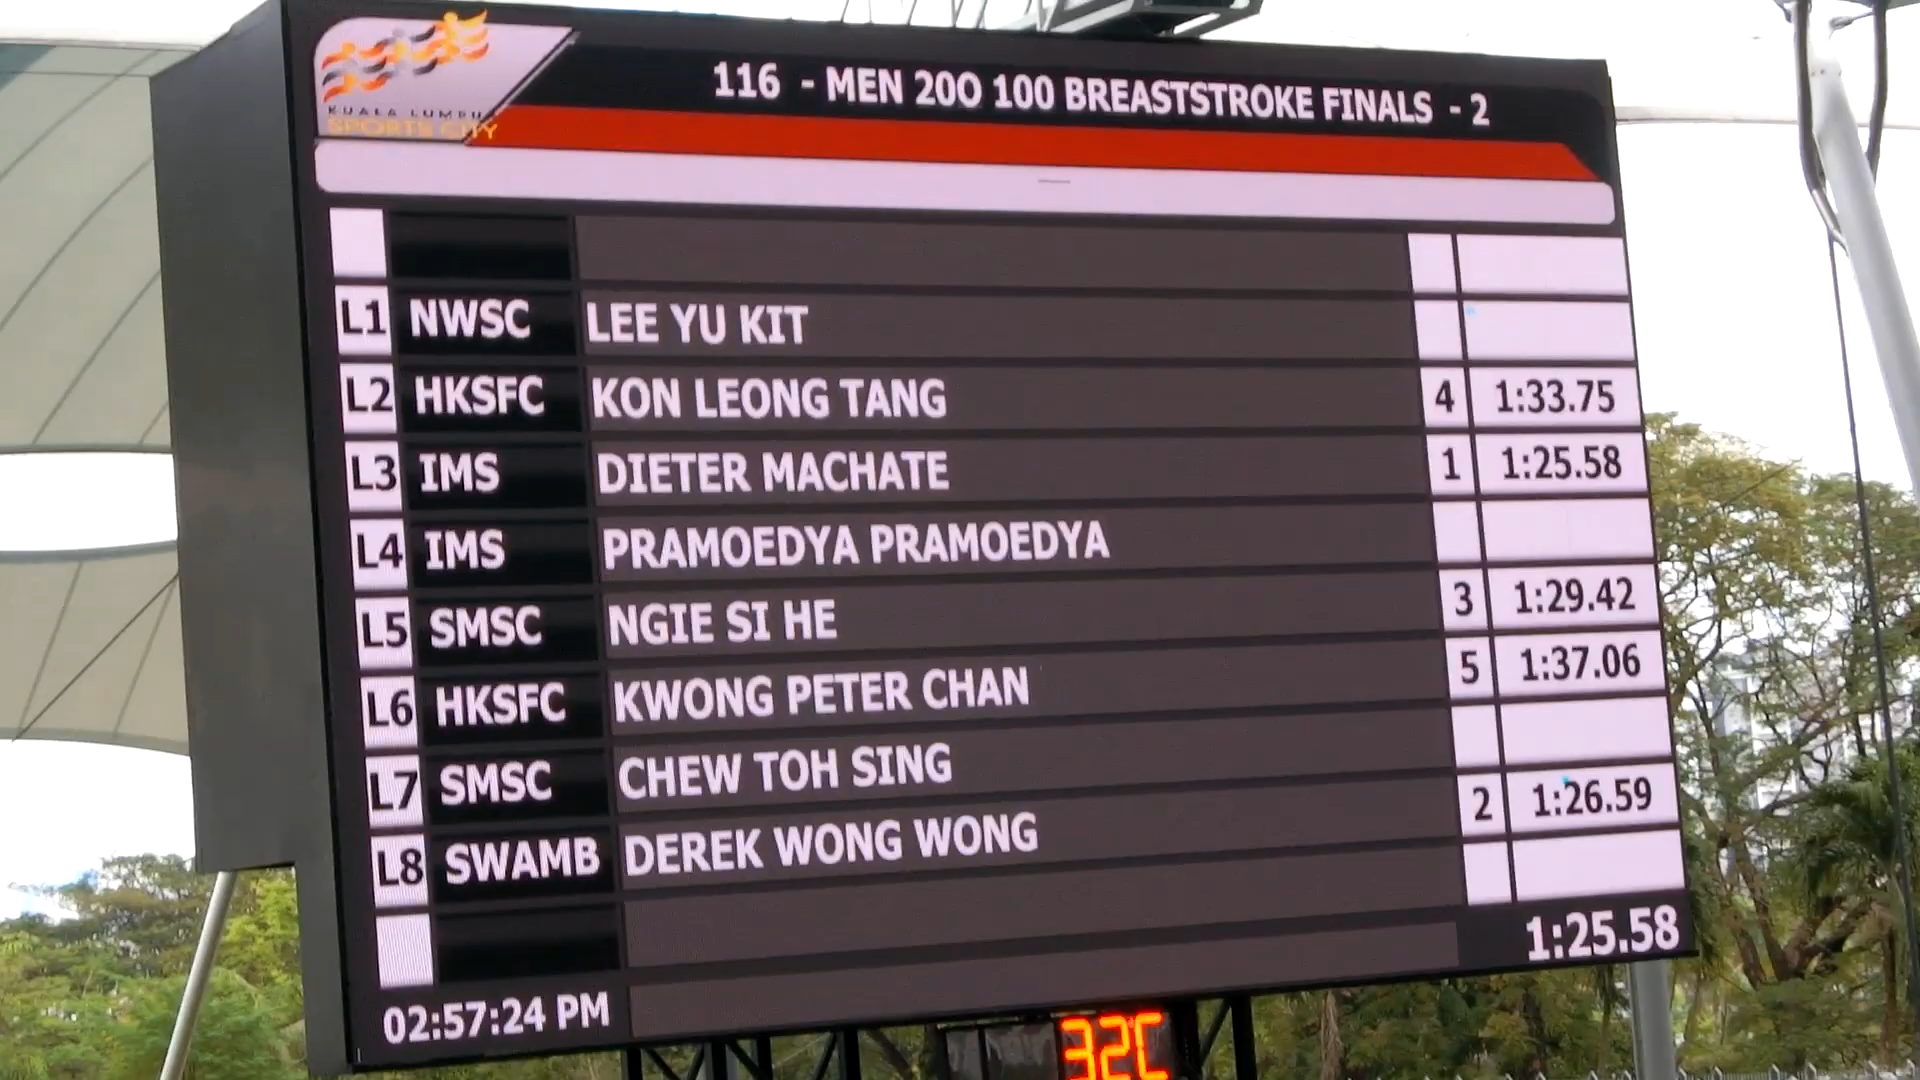 KUALA LUMPUR
SPORTS CITY
116 - MEN 20O 100 BREASTSTROKE FINALS - 2
L1 NWSC LEE YU KIT
L2 HKSFC KON LEONG TANG 4 1:33.75
L3 IMS DIETER MACHATE 1 1:25.58
L4 IMS PRAMOEDYA PRAMOEDYA
L5 SMSC NGIE SI HE 3 1:29.42
L6 HKSFC KWONG PETER CHAN 5 1:37.06
L7 SMSC CHEW TOH SING
L8 SWAMB DEREK WONG WONG 2 1:26.59
1:25.58
02:57:24 PM
32C